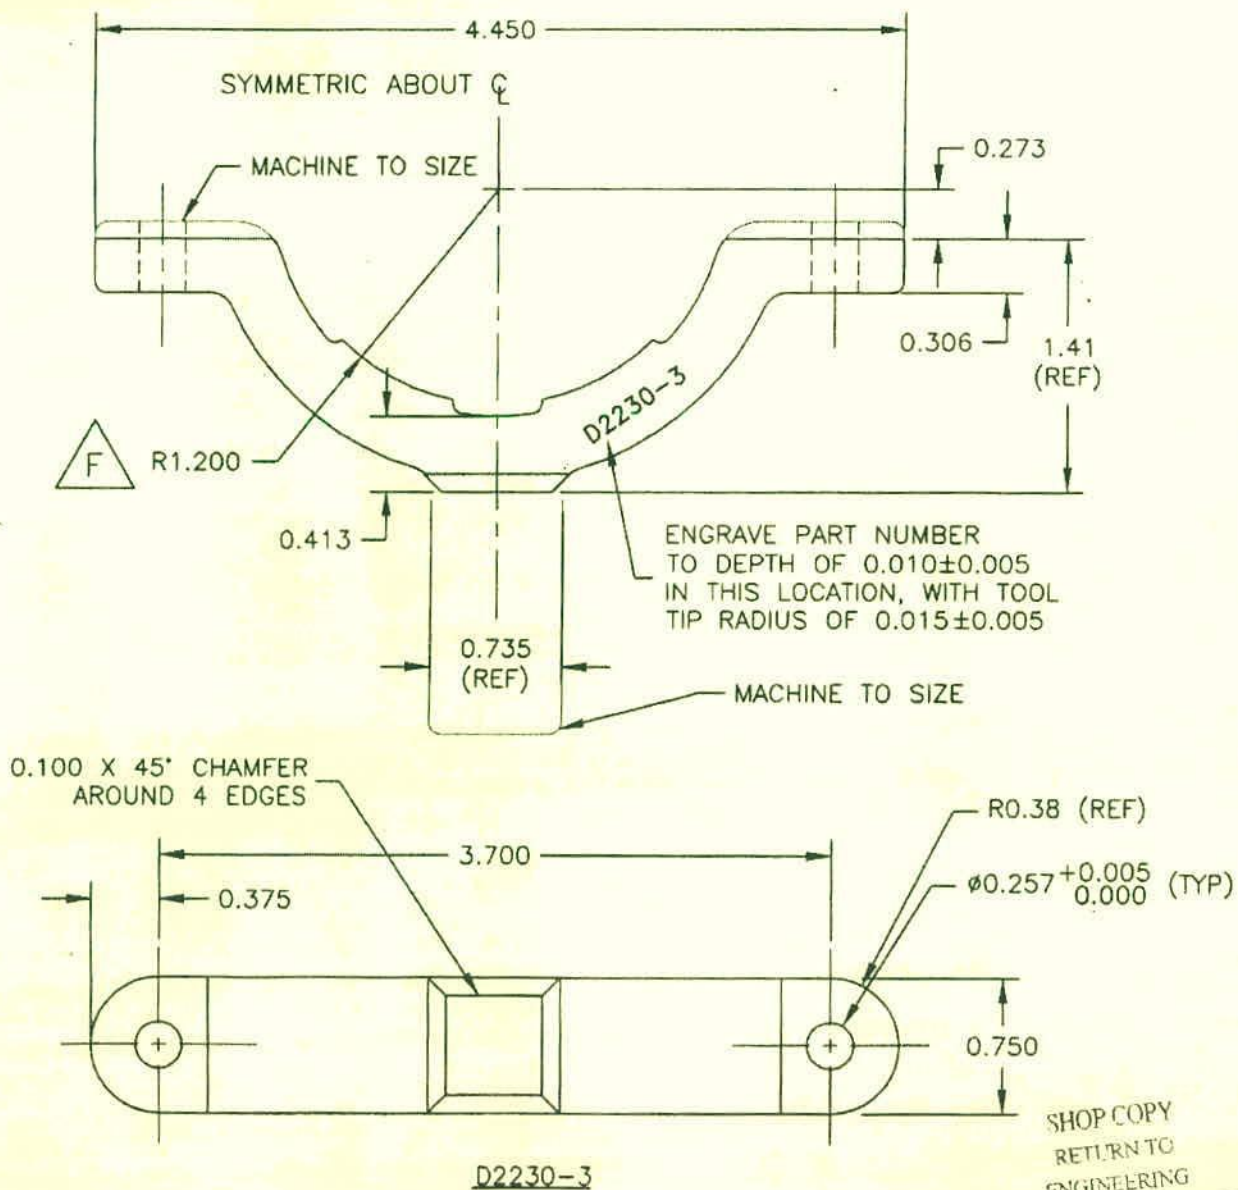 4.450
SYMMETRIC ABOUT ℄
MACHINE TO SIZE
0.273
0.306
1.41
(REF)
D2230-3
F
R1.200
0.413
ENGRAVE PART NUMBER
TO DEPTH OF 0.010±0.005
IN THIS LOCATION, WITH TOOL
TIP RADIUS OF 0.015±0.005
0.735
(REF)
MACHINE TO SIZE
0.100 X 45° CHAMFER
AROUND 4 EDGES
R0.38 (REF)
3.700
ø0.257 +0.005 (TYP)
0.000
0.375
0.750
SHOP COPY
RETURN TO
ENGINEERING
D2230-3